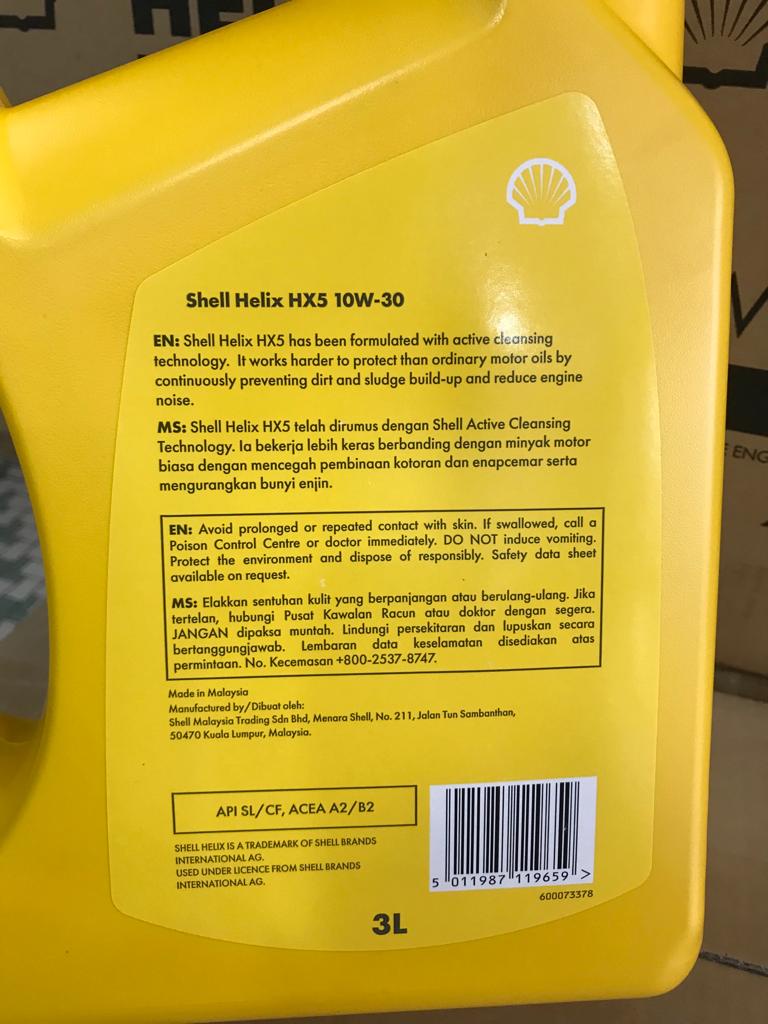 Shell Helix HX5 10W-30
EN: Shell Helix HX5 has been formulated with active cleansing
technology. It works harder to protect than ordinary motor oils by
continuously preventing dirt and sludge build-up and reduce engine
noise.
MS: Shell Helix HX5 telah dirumus dengan Shell Active Cleansing
Technology. Ia bekerja lebih keras berbanding dengan minyak motor
biasa dengan mencegah pembinaan kotoran dan enapcemar serta
mengurangkan bunyi enjin.
EN: Avoid prolonged or repeated contact with skin. If swallowed, call a
Poison Control Centre or doctor immediately. DO NOT induce vomiting.
Protect the environment and dispose of responsibly. Safety data sheet
available on request.
MS: Elakkan sentuhan kulit yang berpanjangan atau berulang-ulang. Jika
tertelan, hubungi Pusat Kawalan Racun atau doktor dengan segera.
JANGAN dipaksa muntah. Lindungi persekitaran dan lupuskan secara
bertanggungjawab. Lembaran data keselamatan disediakan atas
permintaan. No. Kecemasan +800-2537-8747.
Made in Malaysia
Manufactured by/Dibuat oleh:
Shell Malaysia Trading Sdn Bhd, Menara Shell, No. 211, Jalan Tun Sambanthan,
50470 Kuala Lumpur, Malaysia.
API SL/CF, ACEA A2/B2
SHELL HELIX IS A TRADEMARK OF SHELL BRANDS
INTERNATIONAL AG.
USED UNDER LICENCE FROM SHELL BRANDS
INTERNATIONAL AG.
5 011987 119659 >
600073378
3L